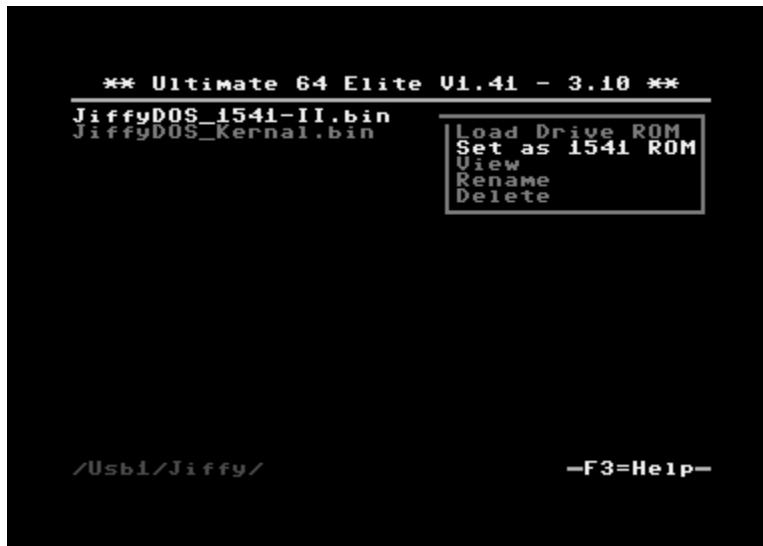 ** Ultimate 64 Elite V1.41 - 3.10 **
JiffyDOS_1541-II.bin
JiffyDOS_Kernal.bin
Load Drive ROM
Set as 1541 ROM
View
Rename
Delete
/Usb1/Jiffy/
F3=Help